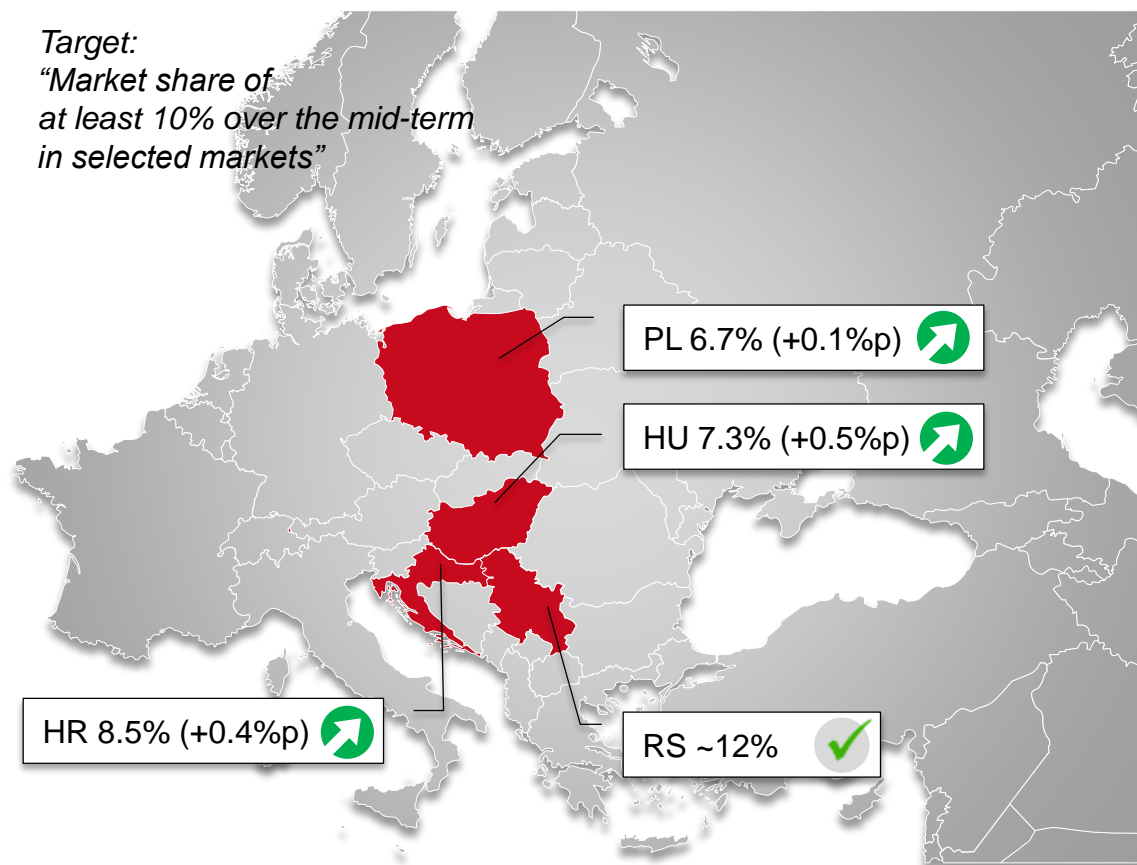 Target:
“Market share of
at least 10% over the mid-term
in selected markets”
PL 6.7% (+0.1%p)
HU 7.3% (+0.5%p)
HR 8.5% (+0.4%p)
RS ~12%